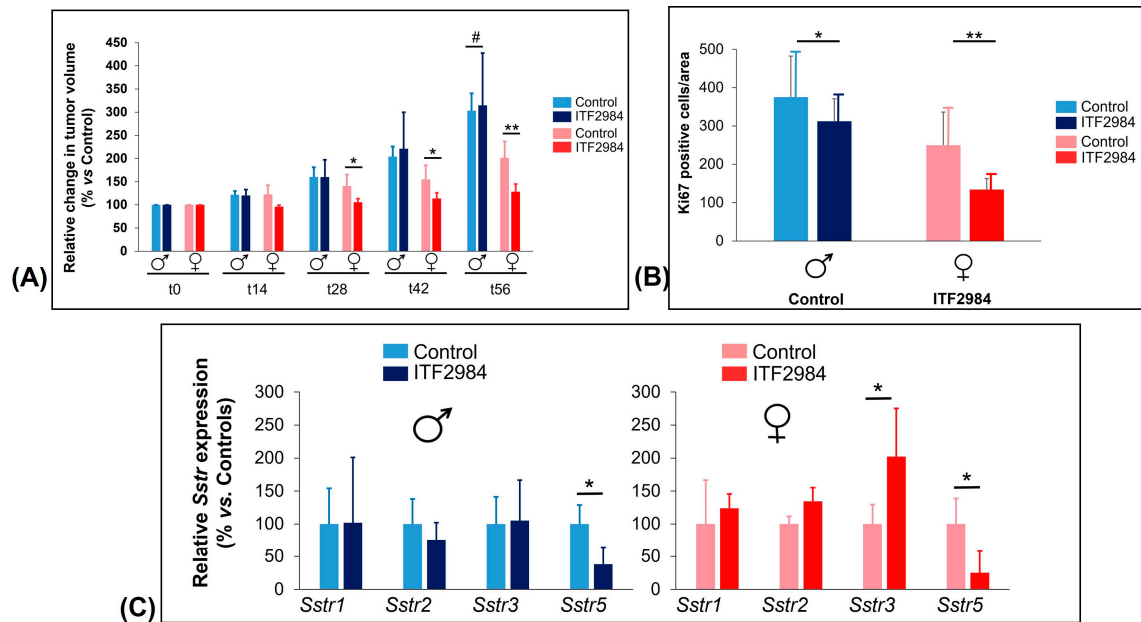 (A)
Relative change in tumor volume
(% vs Control)
450
400
350
300
250
200
150
100
50
0
#
*
*
**
Control
ITF2984
Control
ITF2984
♂ ♀ ♂ ♀ ♂ ♀ ♂ ♀ ♂ ♀
t0 t14 t28 t42 t56
(B)
Ki67 positive cells/area
500
400
300
200
100
0
* **
Control
ITF2984
Control
ITF2984
♂ ♀
Control ITF2984
(C)
Relative Sstr expression
(% vs. Controls)
Control
ITF2984
♂
300
250
200
150
100
50
0
*
Sstr1 Sstr2 Sstr3 Sstr5
Control
ITF2984
♀
300
250
200
150
100
50
0
*
*
Sstr1 Sstr2 Sstr3 Sstr5